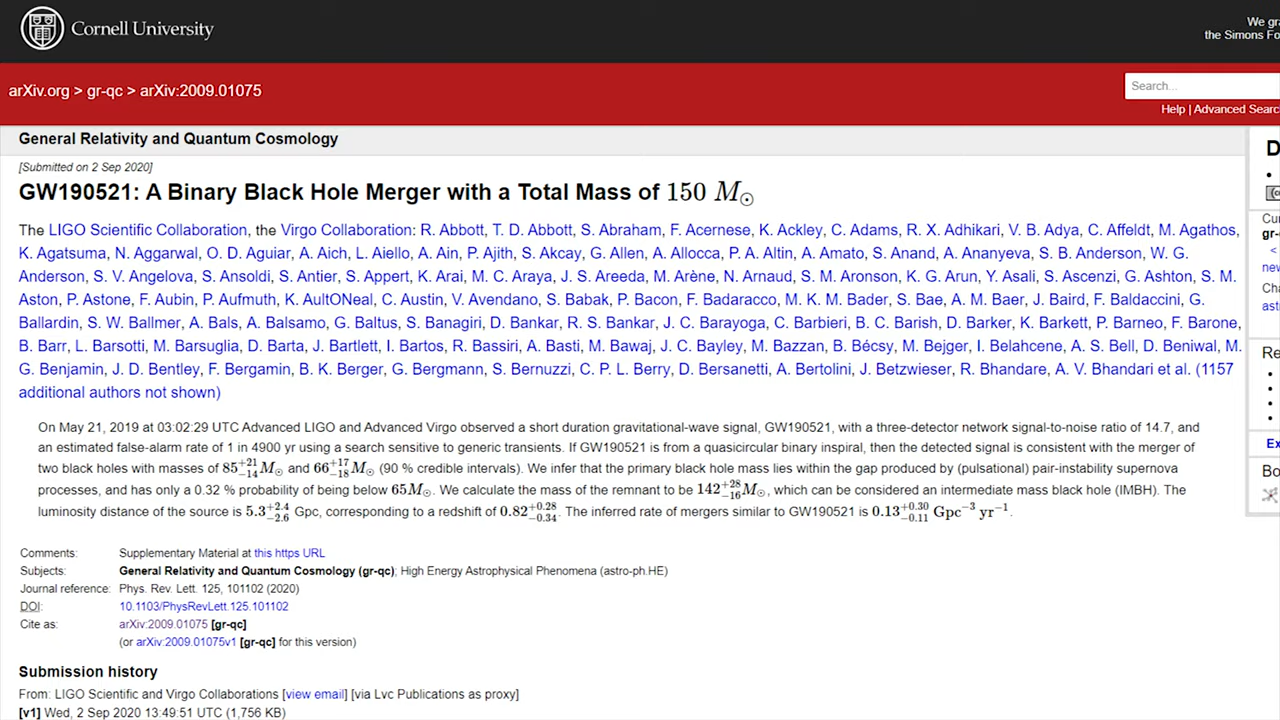 Cornell University
We gra
the Simons Fo
arXiv.org > gr-qc > arXiv:2009.01075
Search...
Help | Advanced Searc
General Relativity and Quantum Cosmology
[Submitted on 2 Sep 2020]
GW190521: A Binary Black Hole Merger with a Total Mass of 150 M⊙
The LIGO Scientific Collaboration, the Virgo Collaboration: R. Abbott, T. D. Abbott, S. Abraham, F. Acernese, K. Ackley, C. Adams, R. X. Adhikari, V. B. Adya, C. Affeldt, M. Agathos,
K. Agatsuma, N. Aggarwal, O. D. Aguiar, A. Aich, L. Aiello, A. Ain, P. Ajith, S. Akcay, G. Allen, A. Allocca, P. A. Altin, A. Amato, S. Anand, A. Ananyeva, S. B. Anderson, W. G.
Anderson, S. V. Angelova, S. Ansoldi, S. Antier, S. Appert, K. Arai, M. C. Araya, J. S. Areeda, M. Arène, N. Arnaud, S. M. Aronson, K. G. Arun, Y. Asali, S. Ascenzi, G. Ashton, S. M.
Aston, P. Astone, F. Aubin, P. Aufmuth, K. AultONeal, C. Austin, V. Avendano, S. Babak, P. Bacon, F. Badaracco, M. K. M. Bader, S. Bae, A. M. Baer, J. Baird, F. Baldaccini, G.
Ballardin, S. W. Ballmer, A. Bals, A. Balsamo, G. Baltus, S. Banagiri, D. Bankar, R. S. Bankar, J. C. Barayoga, C. Barbieri, B. C. Barish, D. Barker, K. Barkett, P. Barneo, F. Barone,
B. Barr, L. Barsotti, M. Barsuglia, D. Barta, J. Bartlett, I. Bartos, R. Bassiri, A. Basti, M. Bawaj, J. C. Bayley, M. Bazzan, B. Bécsy, M. Bejger, I. Belahcene, A. S. Bell, D. Beniwal, M.
G. Benjamin, J. D. Bentley, F. Bergamin, B. K. Berger, G. Bergmann, S. Bernuzzi, C. P. L. Berry, D. Bersanetti, A. Bertolini, J. Betzwieser, R. Bhandare, A. V. Bhandari et al. (1157
additional authors not shown)
On May 21, 2019 at 03:02:29 UTC Advanced LIGO and Advanced Virgo observed a short duration gravitational-wave signal, GW190521, with a three-detector network signal-to-noise ratio of 14.7, and
an estimated false-alarm rate of 1 in 4900 yr using a search sensitive to generic transients. If GW190521 is from a quasicircular binary inspiral, then the detected signal is consistent with the merger of
two black holes with masses of 85+21−14M⊙ and 66+17−18M⊙ (90 % credible intervals). We infer that the primary black hole mass lies within the gap produced by (pulsational) pair-instability supernova
processes, and has only a 0.32 % probability of being below 65M⊙. We calculate the mass of the remnant to be 142+28−16M⊙, which can be considered an intermediate mass black hole (IMBH). The
luminosity distance of the source is 5.3+2.4−2.6 Gpc, corresponding to a redshift of 0.82+0.28−0.34. The inferred rate of mergers similar to GW190521 is 0.13+0.30−0.11 Gpc−3 yr−1.
Comments: Supplementary Material at this https URL
Subjects: General Relativity and Quantum Cosmology (gr-qc); High Energy Astrophysical Phenomena (astro-ph.HE)
Journal reference: Phys. Rev. Lett. 125, 101102 (2020)
DOI: 10.1103/PhysRevLett.125.101102
Cite as: arXiv:2009.01075 [gr-qc]
(or arXiv:2009.01075v1 [gr-qc] for this version)
Submission history
From: LIGO Scientific and Virgo Collaborations [view email] [via Lvc Publications as proxy]
[v1] Wed, 2 Sep 2020 13:49:51 UTC (1,756 KB)
D
Cur
gr-
<
new
Cha
ast
Re
Ex
Bo